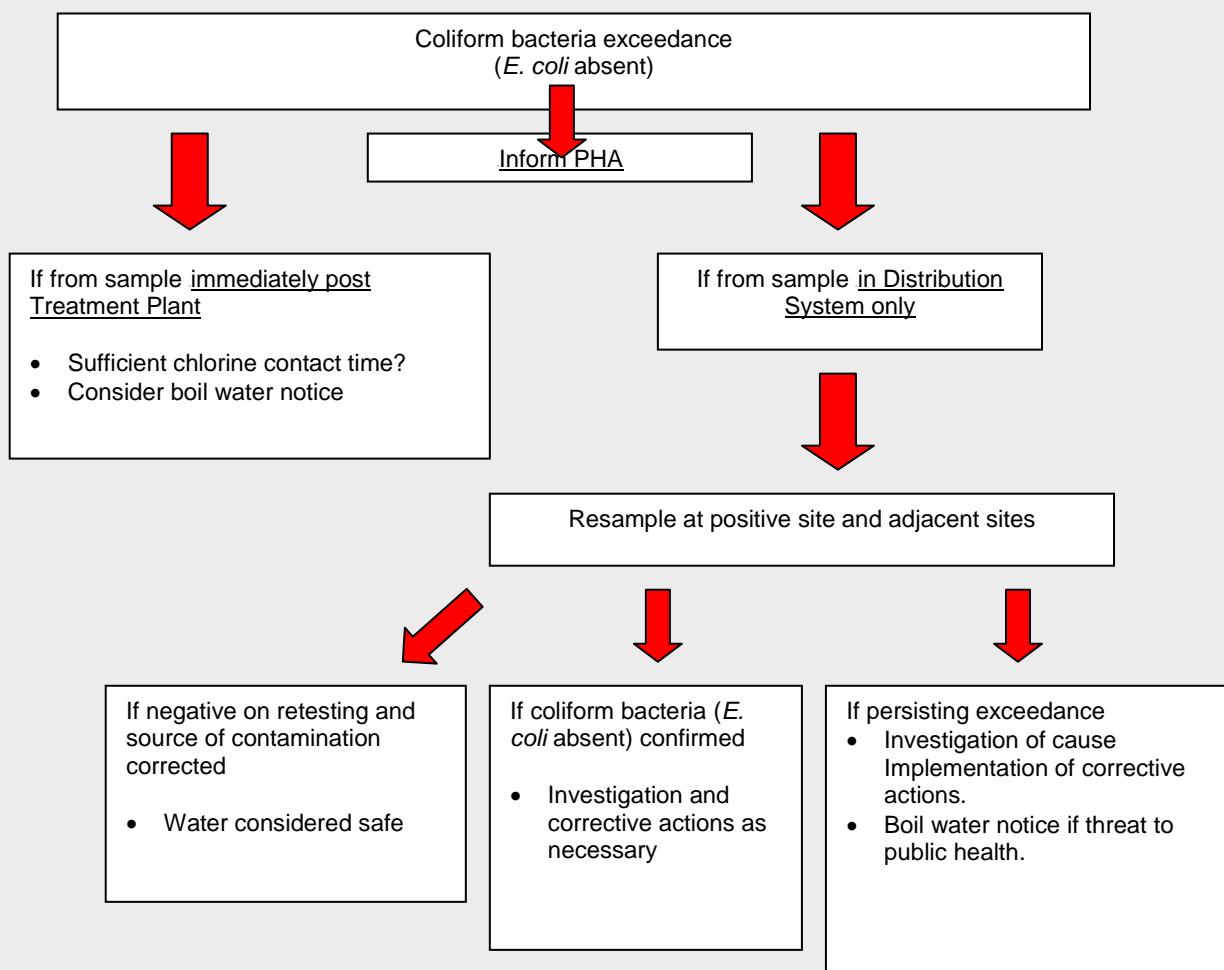 Coliform bacteria exceedance
(E. coli absent)
Inform PHA
If from sample immediately post
Treatment Plant
• Sufficient chlorine contact time?
• Consider boil water notice
If from sample in Distribution
System only
Resample at positive site and adjacent sites
If negative on retesting and
source of contamination
corrected
• Water considered safe
If coliform bacteria (E.
coli absent) confirmed
• Investigation and
corrective actions as
necessary
If persisting exceedance
• Investigation of cause
Implementation of corrective
actions.
• Boil water notice if threat to
public health.